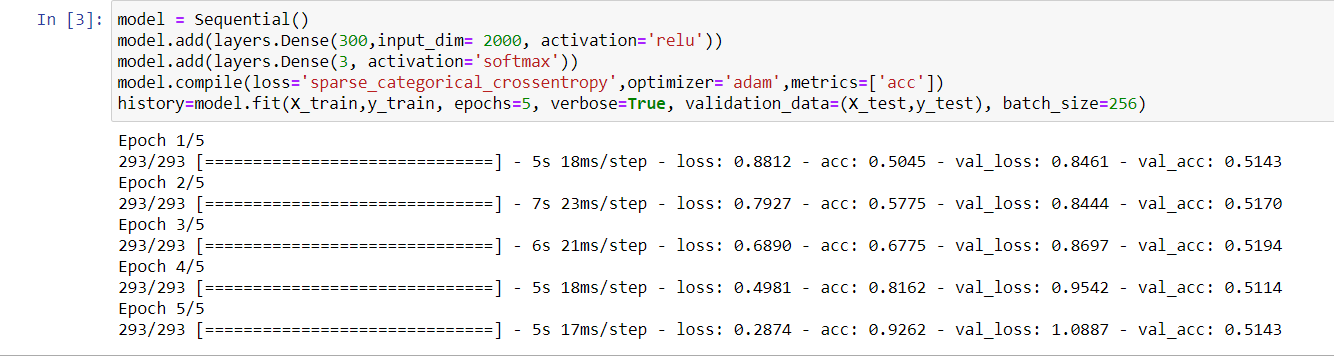 In [3]: model = Sequential()
model.add(layers.Dense(300,input_dim= 2000, activation='relu'))
model.add(layers.Dense(3, activation='softmax'))
model.compile(loss='sparse_categorical_crossentropy',optimizer='adam',metrics=['acc'])
history=model.fit(X_train,y_train, epochs=5, verbose=True, validation_data=(X_test,y_test), batch_size=256)
Epoch 1/5
293/293 [==============================] - 5s 18ms/step - loss: 0.8812 - acc: 0.5045 - val_loss: 0.8461 - val_acc: 0.5143
Epoch 2/5
293/293 [==============================] - 7s 23ms/step - loss: 0.7927 - acc: 0.5775 - val_loss: 0.8444 - val_acc: 0.5170
Epoch 3/5
293/293 [==============================] - 6s 21ms/step - loss: 0.6890 - acc: 0.6775 - val_loss: 0.8697 - val_acc: 0.5194
Epoch 4/5
293/293 [==============================] - 5s 18ms/step - loss: 0.4981 - acc: 0.8162 - val_loss: 0.9542 - val_acc: 0.5114
Epoch 5/5
293/293 [==============================] - 5s 17ms/step - loss: 0.2874 - acc: 0.9262 - val_loss: 1.0887 - val_acc: 0.5143